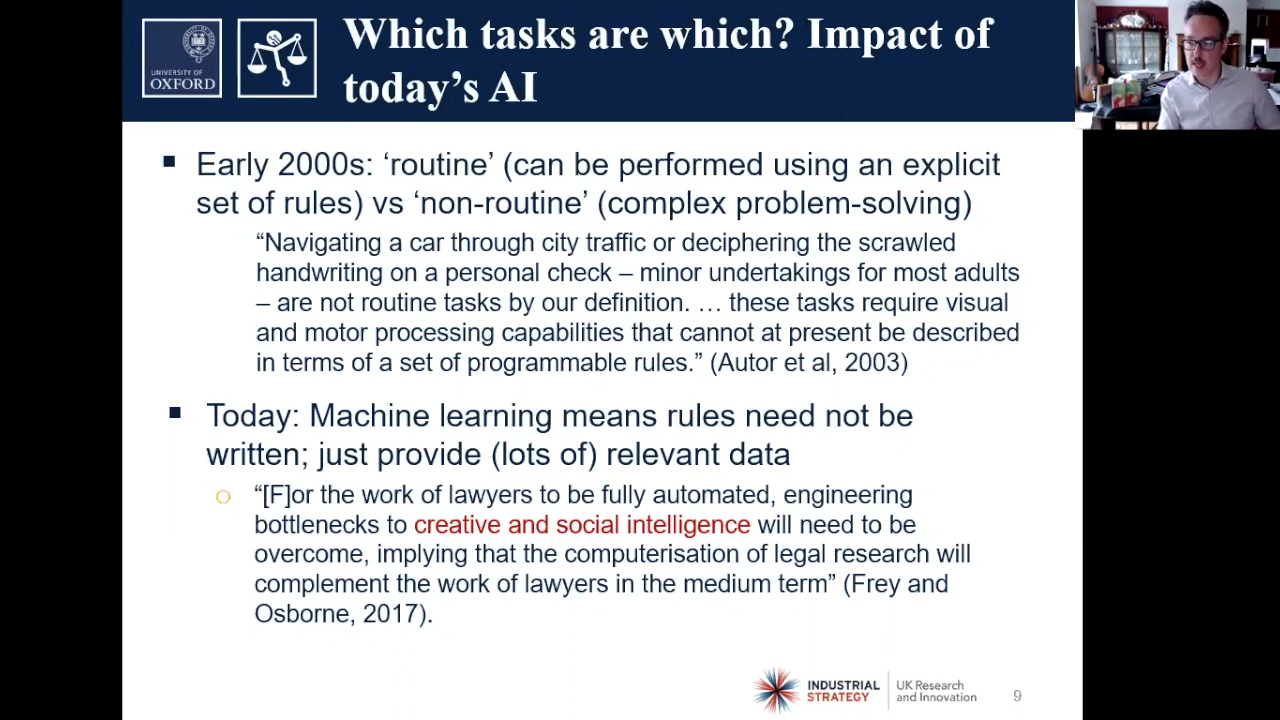 UNIVERSITY OF
OXFORD
Which tasks are which? Impact of
today’s AI
Early 2000s: ‘routine’ (can be performed using an explicit
set of rules) vs ‘non-routine’ (complex problem-solving)
“Navigating a car through city traffic or deciphering the scrawled
handwriting on a personal check – minor undertakings for most adults
– are not routine tasks by our definition. … these tasks require visual
and motor processing capabilities that cannot at present be described
in terms of a set of programmable rules.” (Autor et al, 2003)
Today: Machine learning means rules need not be
written; just provide (lots of) relevant data
“[F]or the work of lawyers to be fully automated, engineering
bottlenecks to creative and social intelligence will need to be
overcome, implying that the computerisation of legal research will
complement the work of lawyers in the medium term” (Frey and
Osborne, 2017).
INDUSTRIAL
STRATEGY
UK Research
and Innovation
9